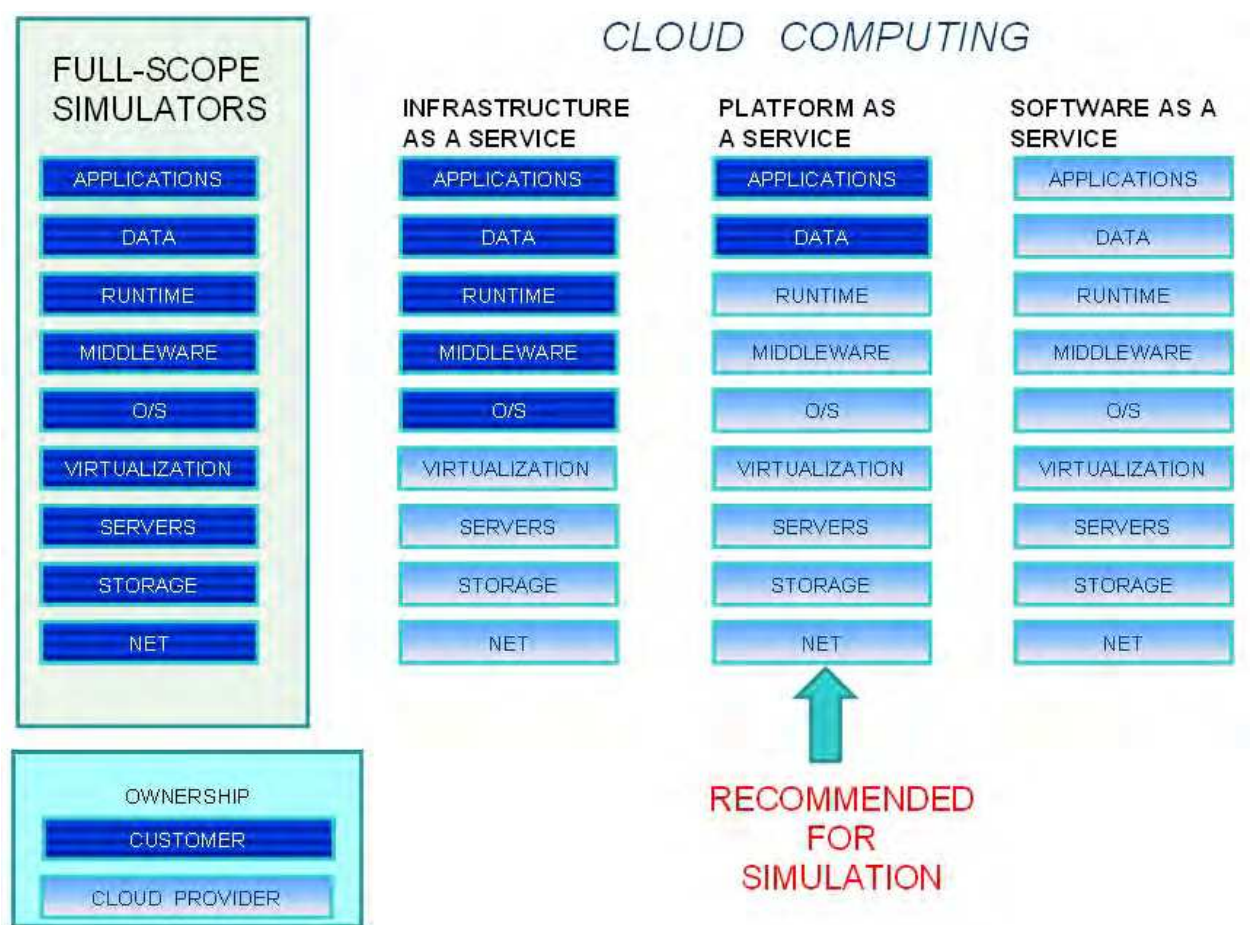 FULL-SCOPE
SIMULATORS
APPLICATIONS
DATA
RUNTIME
MIDDLEWARE
O/S
VIRTUALIZATION
SERVERS
STORAGE
NET
CLOUD COMPUTING
INFRASTRUCTURE
AS A SERVICE
APPLICATIONS
DATA
RUNTIME
MIDDLEWARE
O/S
VIRTUALIZATION
SERVERS
STORAGE
NET
PLATFORM AS
A SERVICE
APPLICATIONS
DATA
RUNTIME
MIDDLEWARE
O/S
VIRTUALIZATION
SERVERS
STORAGE
NET
SOFTWARE AS A
SERVICE
APPLICATIONS
DATA
RUNTIME
MIDDLEWARE
O/S
VIRTUALIZATION
SERVERS
STORAGE
NET
OWNERSHIP
CUSTOMER
CLOUD PROVIDER
RECOMMENDED
FOR
SIMULATION